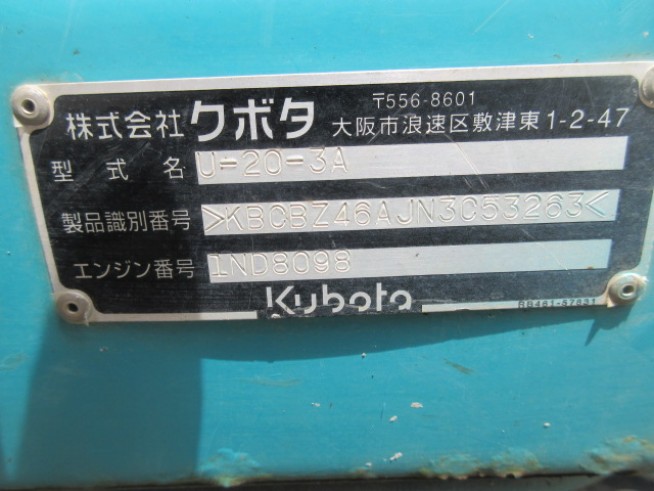 株式会社クボタ 〒556-8601
大阪市浪速区敷津東1-2-47
型式名 U-20-3A
製品識別番号 >KBCBZ46AJN3C53263<
エンジン番号 1ND8098
Kubota
RB461-57631